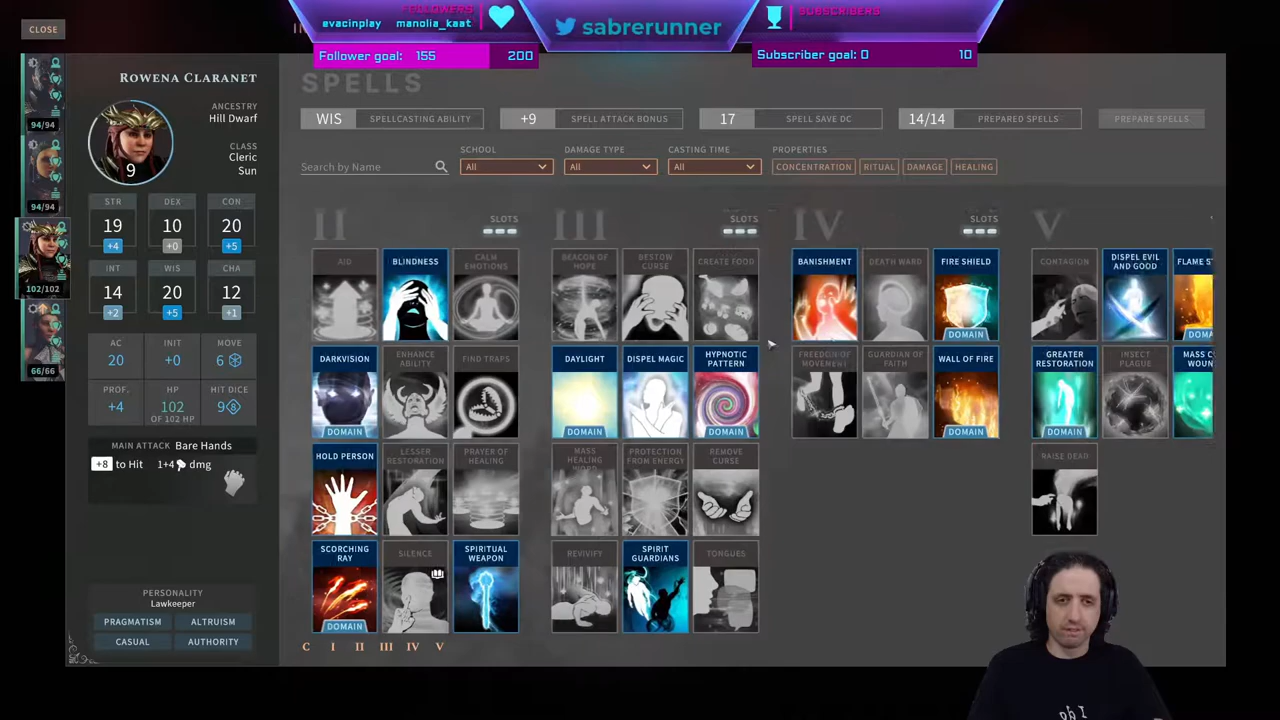 CLOSE
FOLLOWERS
evacinplay manolia_kaat
Follower goal: 155 200
sabrerunner
SUBSCRIBERS
Subscriber goal: 0 10
94/94
94/94
102/102
66/66
ROWENA CLARANET
ANCESTRY
Hill Dwarf
CLASS
Cleric
Sun
9
STR DEX CON
19 10 20
+4 +0 +5
INT WIS CHA
14 20 12
+2 +5 +1
AC INIT MOVE
20 +0 6
PROF. HP HIT DICE
+4 102 9 8
OF 102 HP
MAIN ATTACK Bare Hands
+8 to Hit 1+4 dmg
PERSONALITY
Lawkeeper
PRAGMATISM ALTRUISM
CASUAL AUTHORITY
SPELLS
WIS SPELLCASTING ABILITY +9 SPELL ATTACK BONUS 17 SPELL SAVE DC 14/14 PREPARED SPELLS PREPARE SPELLS
SCHOOL DAMAGE TYPE CASTING TIME PROPERTIES
Search by Name All All All CONCENTRATION RITUAL DAMAGE HEALING
II SLOTS III SLOTS IV SLOTS V
AID BLINDNESS CALM EMOTIONS BEACON OF HOPE BESTOW CURSE CREATE FOOD BANISHMENT DEATH WARD FIRE SHIELD CONTAGION DISPEL EVIL AND GOOD FLAME ST
DOMAIN DOMA
DARKVISION ENHANCE ABILITY FIND TRAPS DAYLIGHT DISPEL MAGIC HYPNOTIC PATTERN FREEDOM OF MOVEMENT GUARDIAN OF FAITH WALL OF FIRE GREATER RESTORATION INSECT PLAGUE MASS C WOUN
DOMAIN DOMAIN DOMAIN DOMAIN DOMAIN DOM
HOLD PERSON LESSER RESTORATION PRAYER OF HEALING MASS HEALING WORD PROTECTION FROM ENERGY REMOVE CURSE RAISE DEAD
SCORCHING RAY SILENCE SPIRITUAL WEAPON REVIVIFY SPIRIT GUARDIANS TONGUES
DOMAIN
C I II III IV V